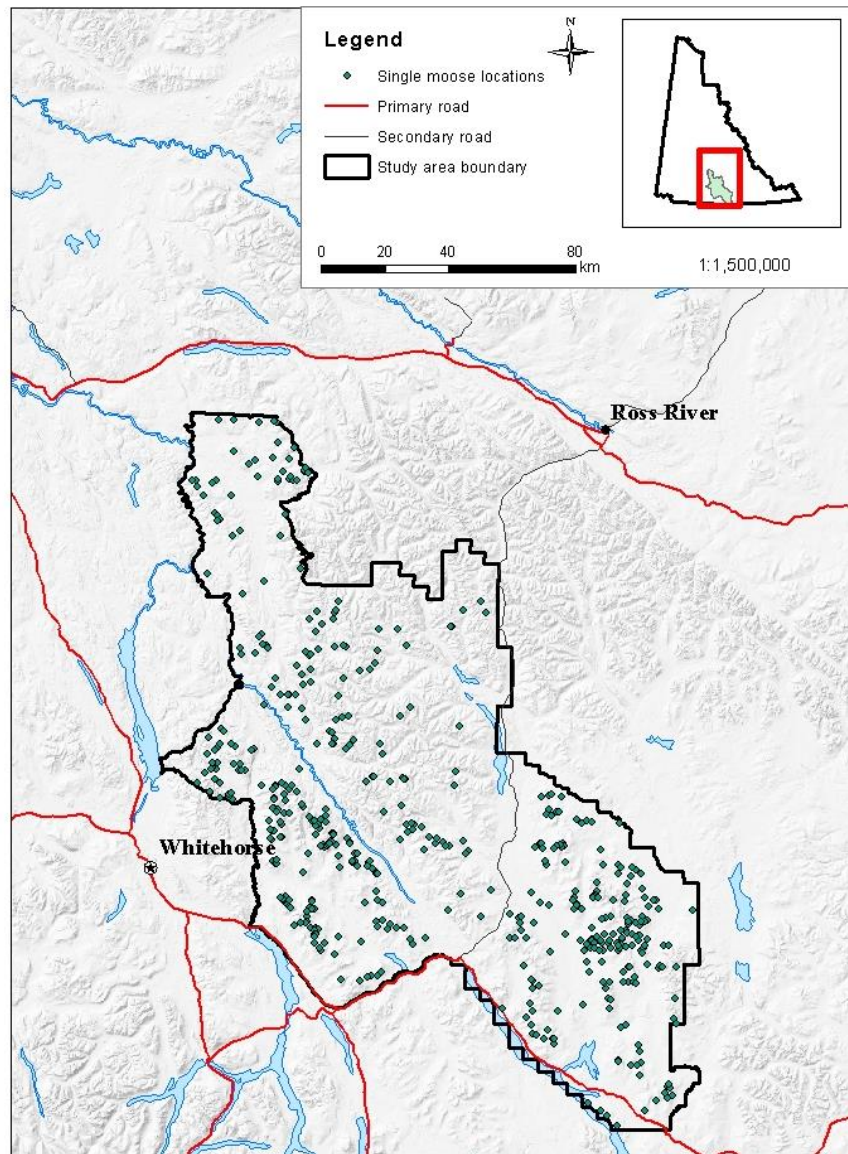 Legend
N
Single moose locations
Primary road
Secondary road
Study area boundary
0 20 40 80
km
1:1,500,000
Ross River
Whitehorse